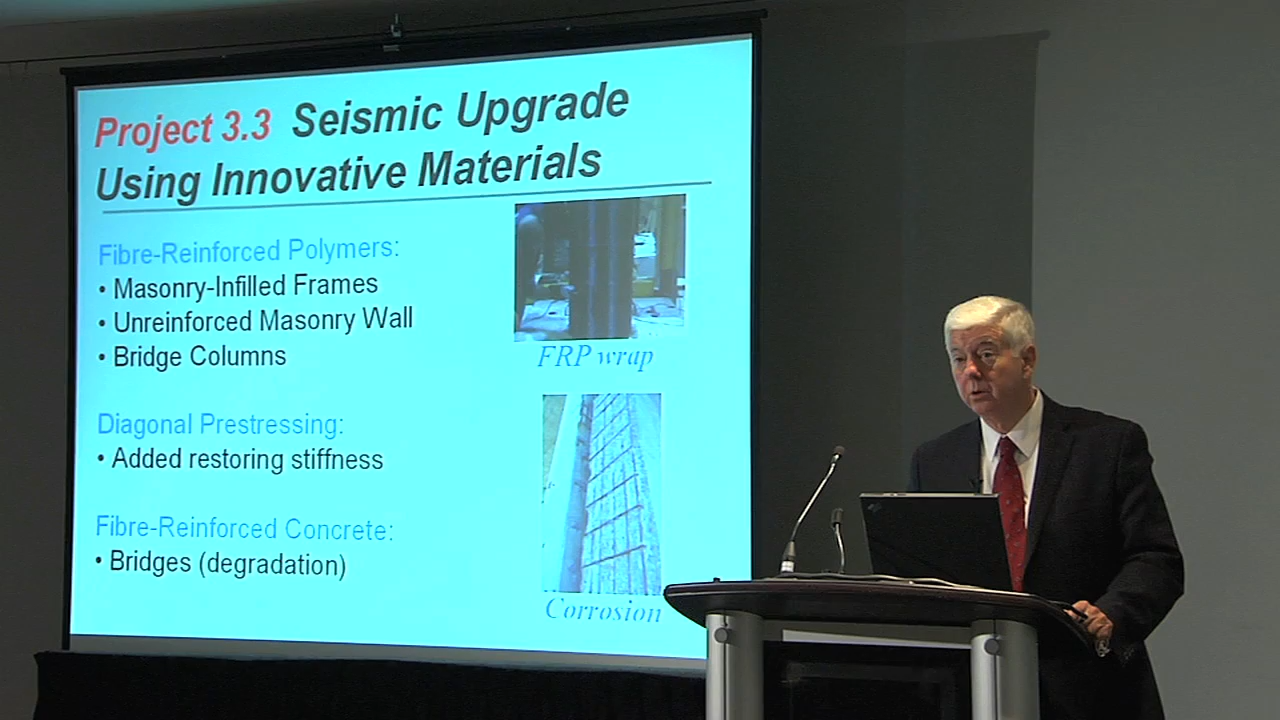 Project 3.3 Seismic Upgrade
Using Innovative Materials
Fibre-Reinforced Polymers:
• Masonry-Infilled Frames
• Unreinforced Masonry Wall
• Bridge Columns
FRP wrap
Diagonal Prestressing:
• Added restoring stiffness
Fibre-Reinforced Concrete:
• Bridges (degradation)
Corrosion